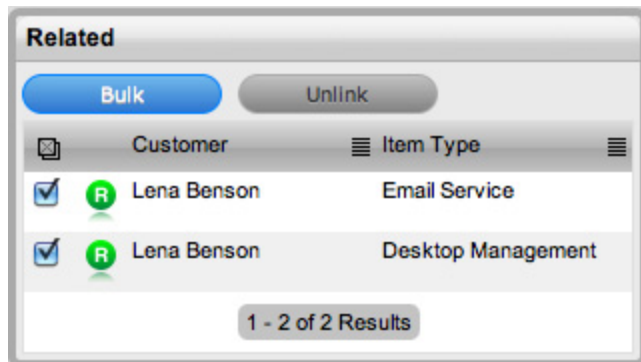 Related
Bulk Unlink
Customer Item Type
R Lena Benson Email Service
R Lena Benson Desktop Management
1 - 2 of 2 Results